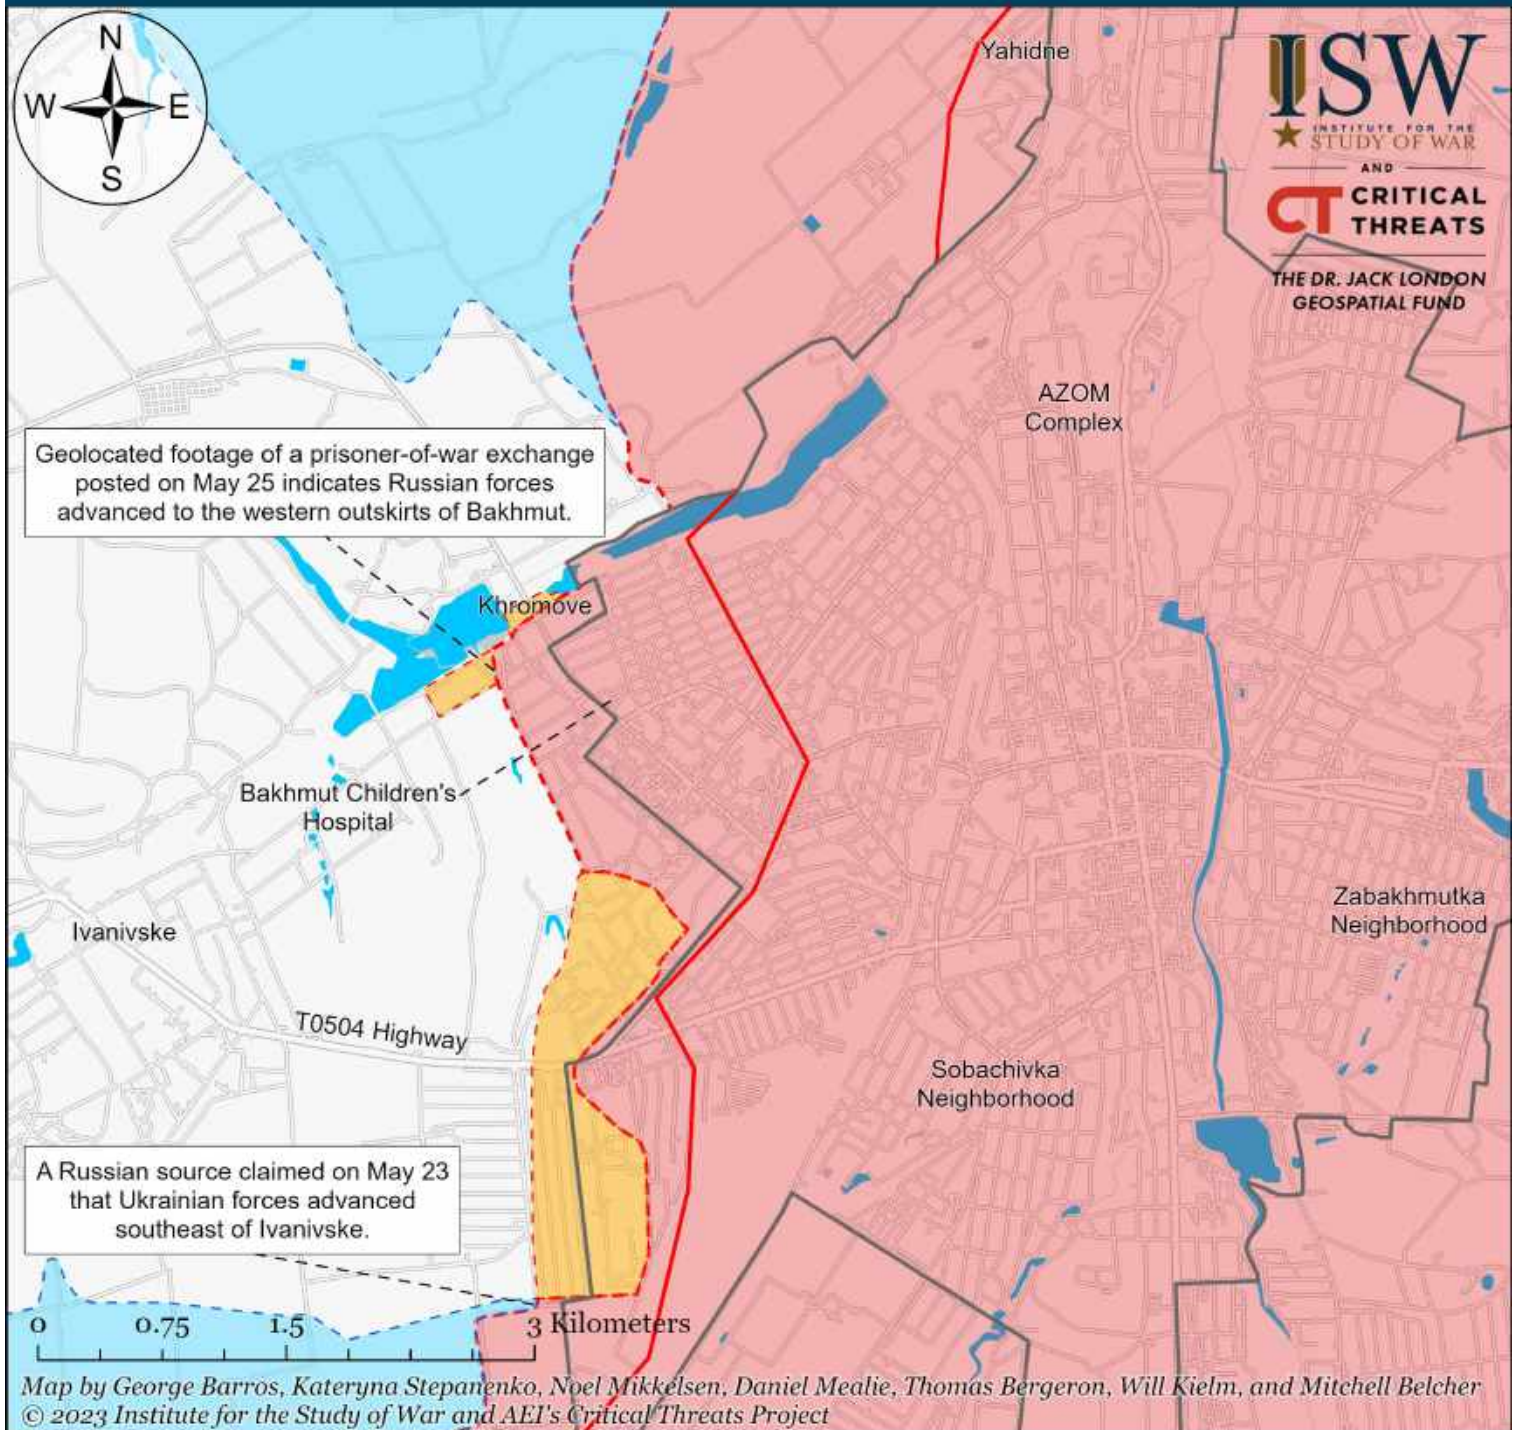 N
W
E
S
Yahidne
ISW
INSTITUTE FOR THE
STUDY OF WAR
AND
CT CRITICAL
THREATS
THE DR. JACK LONDON
GEOSPATIAL FUND
AZOM
Complex
Geolocated footage of a prisoner-of-war exchange
posted on May 25 indicates Russian forces
advanced to the western outskirts of Bakhmut.
Khromove
Bakhmut Children's
Hospital
Zabakhmutka
Neighborhood
Ivanivske
T0504 Highway
Sobachivka
Neighborhood
A Russian source claimed on May 23
that Ukrainian forces advanced
southeast of Ivanivske.
0 0.75 1.5 3 Kilometers
Map by George Barros, Kateryna Stepanenko, Noel Mikkelsen, Daniel Mealie, Thomas Bergeron, Will Kielm, and Mitchell Belcher
© 2023 Institute for the Study of War and AEI's Critical Threats Project